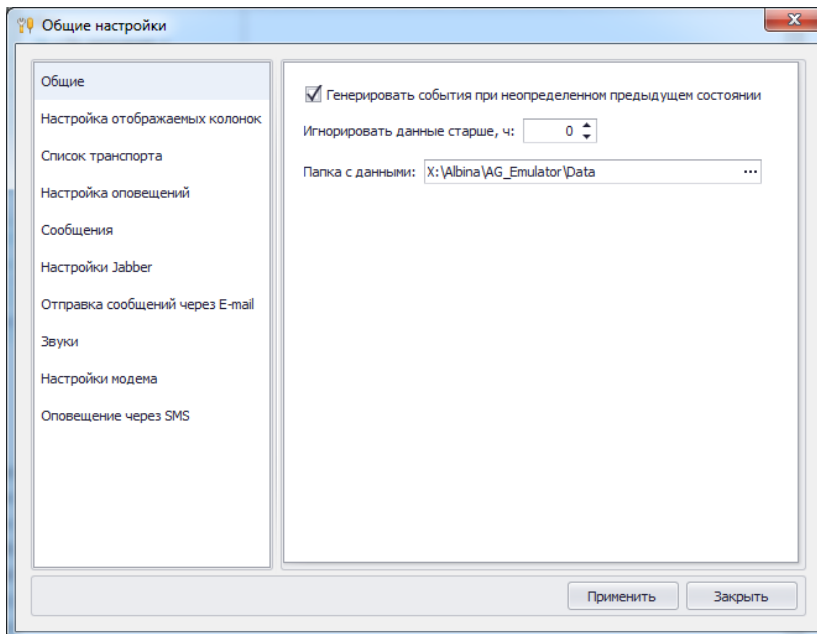 Общие настройки
Общие
Настройка отображаемых колонок
Список транспорта
Настройка оповещений
Сообщения
Настройки Jabber
Отправка сообщений через E-mail
Звуки
Настройки модема
Оповещение через SMS
Генерировать события при неопределенном предыдущем состоянии
Игнорировать данные старше, ч: 0
Папка с данными: X:\Albina\AG_Emulator\Data ...
Применить Закрыть